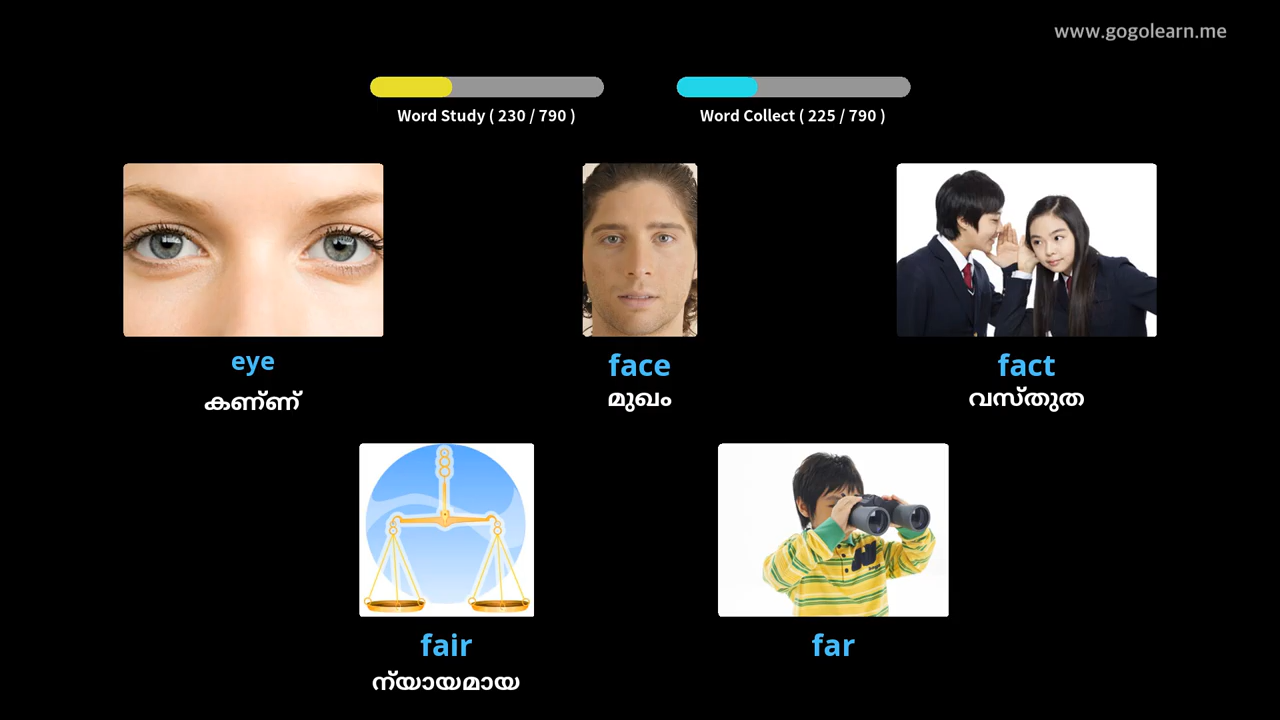 www.gogolearn.me
Word Study ( 230 / 790 )
Word Collect ( 225 / 790 )
eye
കണ്ണ്
face
മുഖം
fact
വസ്തുത
fair
ന്യായമായ
far